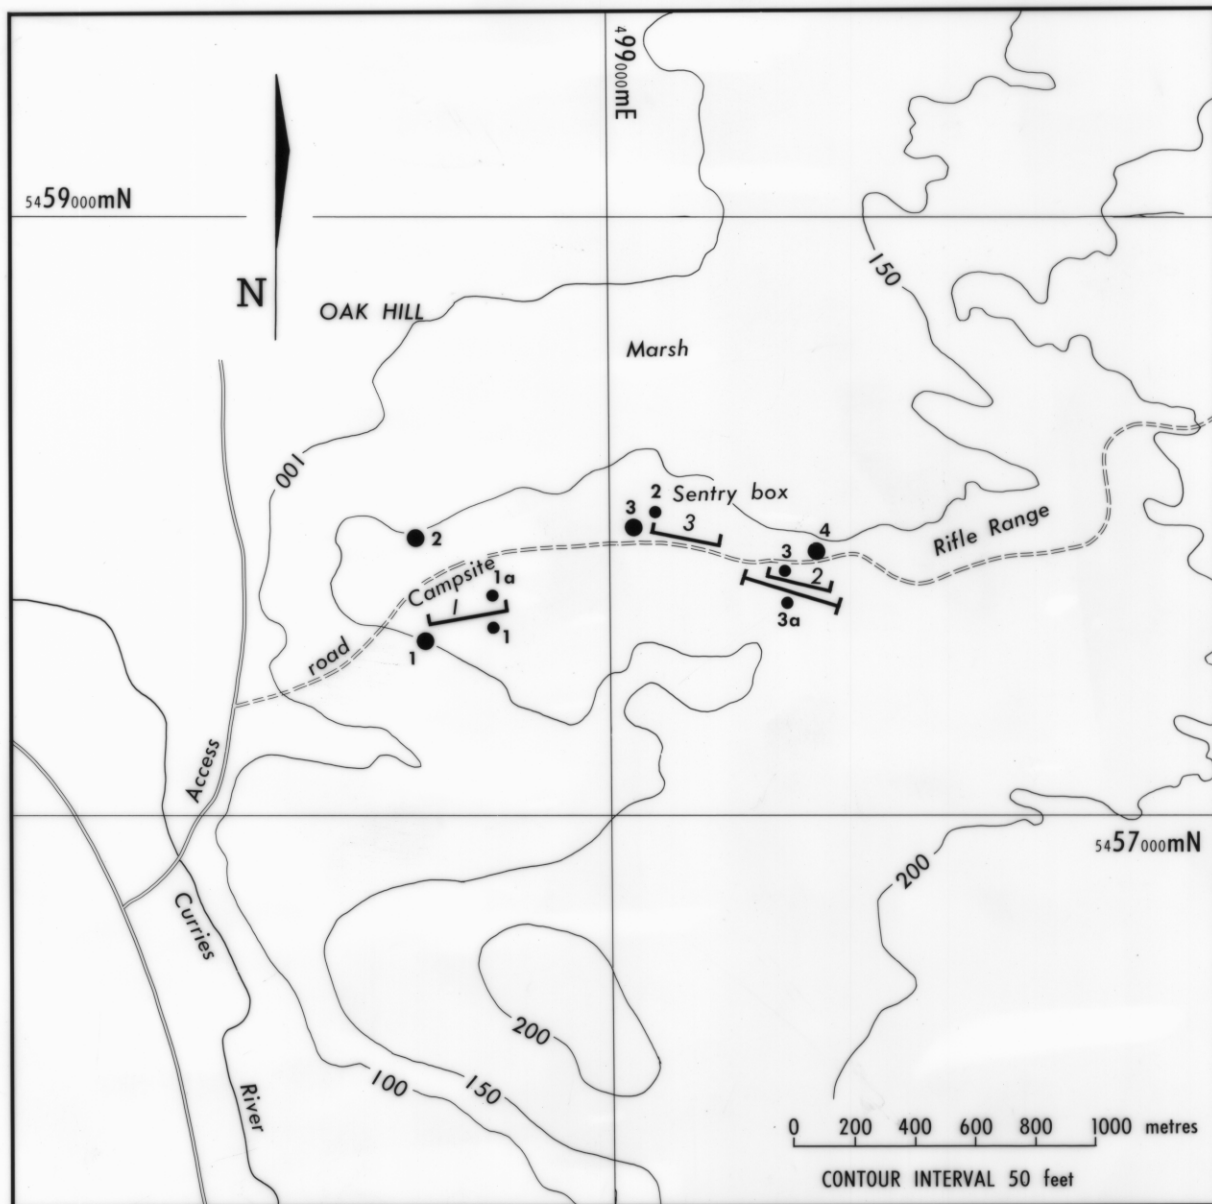 499000mE
5459000mN
N
OAK HILL
150
Marsh
100
2
Sentry box
3
3
4
Rifle Range
2
3
2
Campsite
1a
1
3a
1
1
road
Access
5457000mN
200
Curries
River
200
100
150
0 200 400 600 800 1000 metres
CONTOUR INTERVAL 50 feet